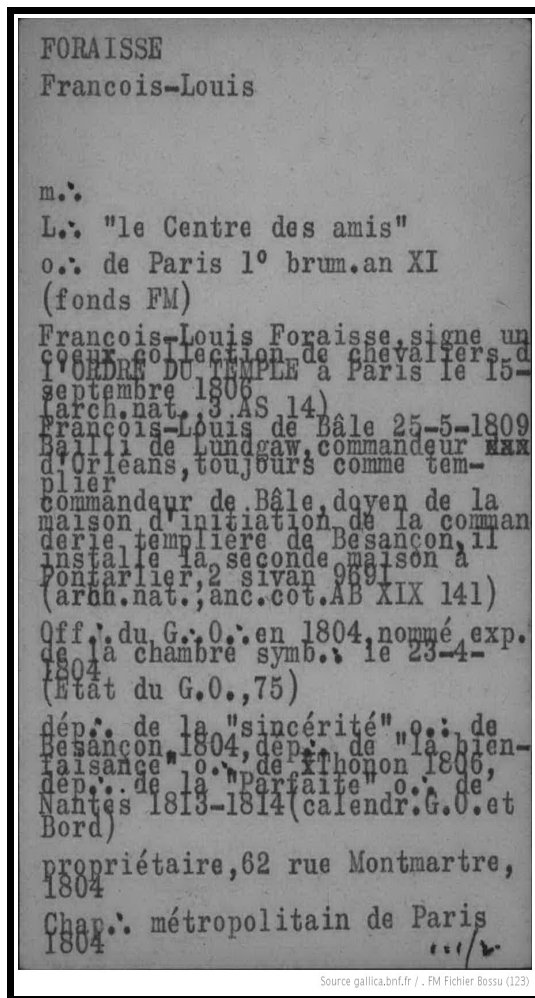 FORAISSE
Francois-Louis
m∴
L∴ "le Centre des amis"
o∴ de Paris 1º brum.an XI
(fonds FM)
Francois-Louis Foraisse,signe un
coeur collection de chevaliers d
l'ORDRE DU TEMPLE à Paris le 15-
septembre 1806
(arch.nat.,3 AS 14)
François-Louis de Bâle 25-5-1809
Bailli de Lundgaw,commandeur xxx
d'Orléans,toujours comme tem-
plier
commandeur de Bâle,doyen de la
maison d'initiation de la comman
derie templière de Besançon,il
installe la seconde maison à
Pontarlier,2 sivan 9691
(arch.nat.,anc.cot.AB XIX 141)
Off∴du G∴O∴en 1804,nommé exp.
de la chambre symb∴ le 23-4-
1804
(Etat du G.O.,75)
dép∴ de la "sincérité" o∴ de
Besançon,1804,dép∴ de "la bien-
faisance" o∴ de Thonon 1806,
dép∴ de la "Parfaite" o∴ de
Nantes 1813-1814(calendr.G.O.et
Bord)
propriétaire,62 rue Montmartre,
1804
Chap∴ métropolitain de Paris
1804
.../
Source gallica.bnf.fr / . FM Fichier Bossu (123)